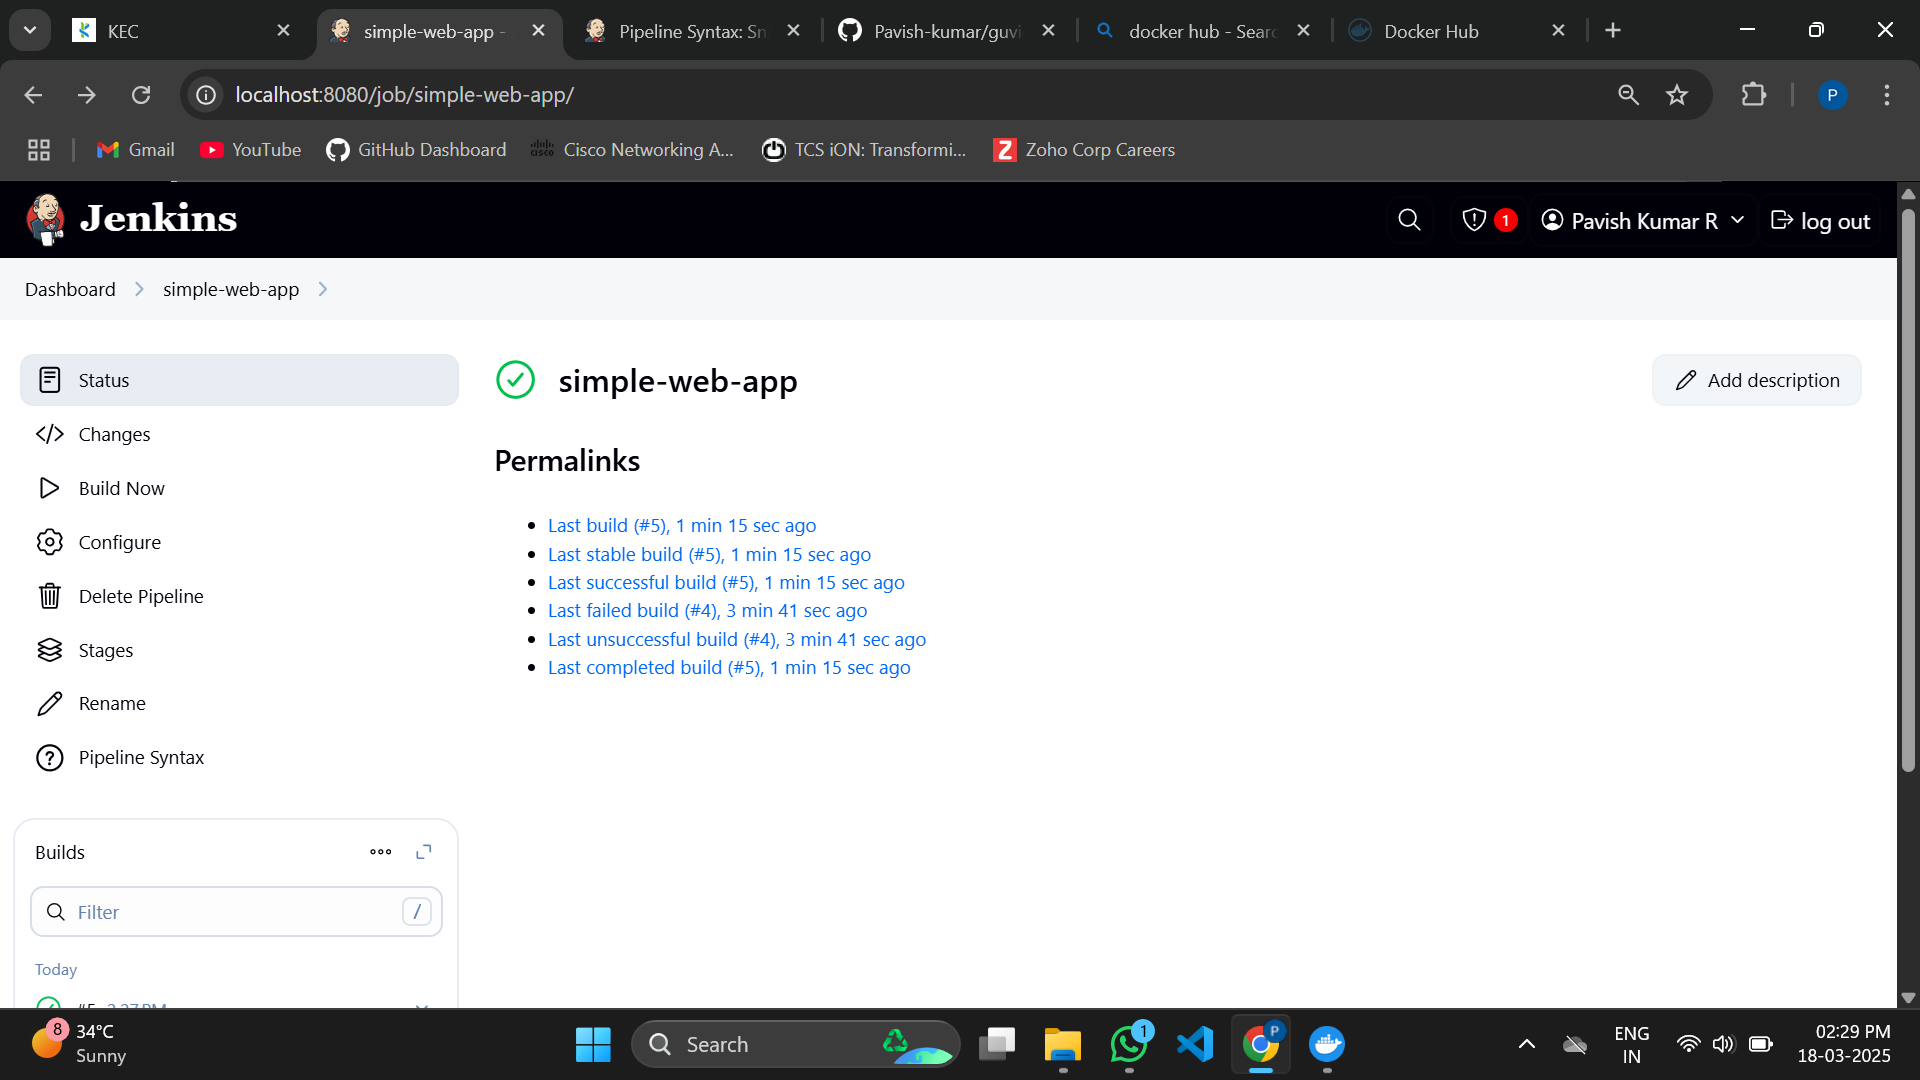 KEC
simple-web-app -
Pipeline Syntax: Sn
Pavish-kumar/guvi
docker hub - Searc
Docker Hub
localhost:8080/job/simple-web-app/
P
Gmail
YouTube
GitHub Dashboard
Cisco Networking A...
TCS iON: Transformi...
Zoho Corp Careers
Jenkins
1
Pavish Kumar R
log out
Dashboard
simple-web-app
Status
Changes
Build Now
Configure
Delete Pipeline
Stages
Rename
Pipeline Syntax
simple-web-app
Add description
Permalinks
Last build (#5), 1 min 15 sec ago
Last stable build (#5), 1 min 15 sec ago
Last successful build (#5), 1 min 15 sec ago
Last failed build (#4), 3 min 41 sec ago
Last unsuccessful build (#4), 3 min 41 sec ago
Last completed build (#5), 1 min 15 sec ago
Builds
Filter
/
Today
#5 2:27 PM
8
34°C
Sunny
Search
1
P
ENG
IN
02:29 PM
18-03-2025